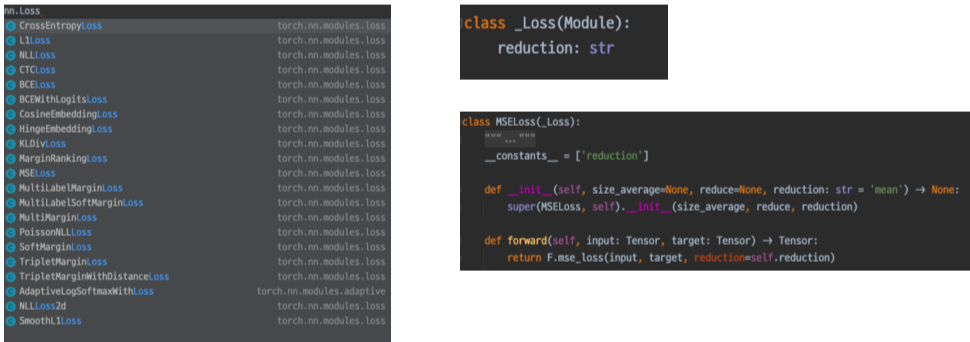 nn.Loss
CrossEntropyLoss torch.nn.modules.loss
L1Loss torch.nn.modules.loss
NLLLoss torch.nn.modules.loss
CTCLoss torch.nn.modules.loss
BCELoss torch.nn.modules.loss
BCEWithLogitsLoss torch.nn.modules.loss
CosineEmbeddingLoss torch.nn.modules.loss
HingeEmbeddingLoss torch.nn.modules.loss
KLDivLoss torch.nn.modules.loss
MarginRankingLoss torch.nn.modules.loss
MSELoss torch.nn.modules.loss
MultiLabelMarginLoss torch.nn.modules.loss
MultiLabelSoftMarginLoss torch.nn.modules.loss
MultiMarginLoss torch.nn.modules.loss
PoissonNLLLoss torch.nn.modules.loss
SoftMarginLoss torch.nn.modules.loss
TripletMarginLoss torch.nn.modules.loss
TripletMarginWithDistanceLoss torch.nn.modules.loss
AdaptiveLogSoftmaxWithLoss torch.nn.modules.adaptive
NLLLoss2d torch.nn.modules.loss
SmoothL1Loss torch.nn.modules.loss
class _Loss(Module):
reduction: str
class MSELoss(_Loss):
"""..."""
__constants__ = ['reduction']
def __init__(self, size_average=None, reduce=None, reduction: str = 'mean') → None:
super(MSELoss, self).__init__(size_average, reduce, reduction)
def forward(self, input: Tensor, target: Tensor) → Tensor:
return F.mse_loss(input, target, reduction=self.reduction)